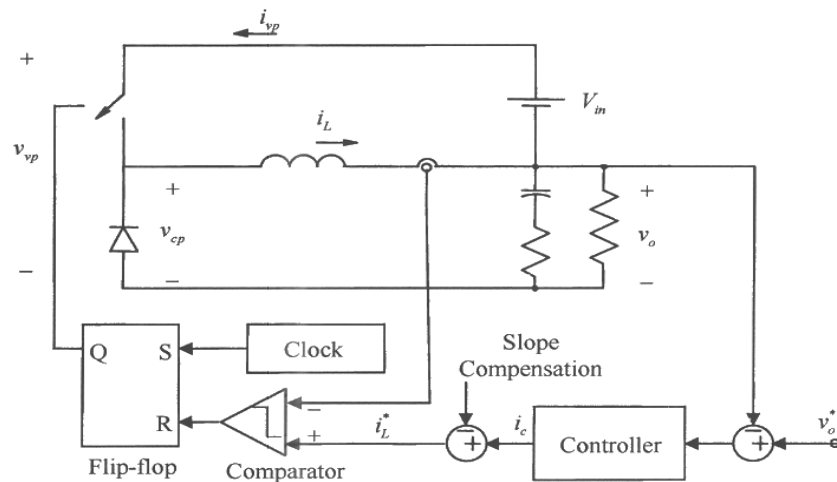 i_vp
+
V_in
i_L
v_vp
+
+
v_cp
v_o
−
−
−
Q
S
Clock
Slope
Compensation
R
−
+
i_L^*
−
+
i_c
Controller
−
+
v_o^*
Flip-flop
Comparator